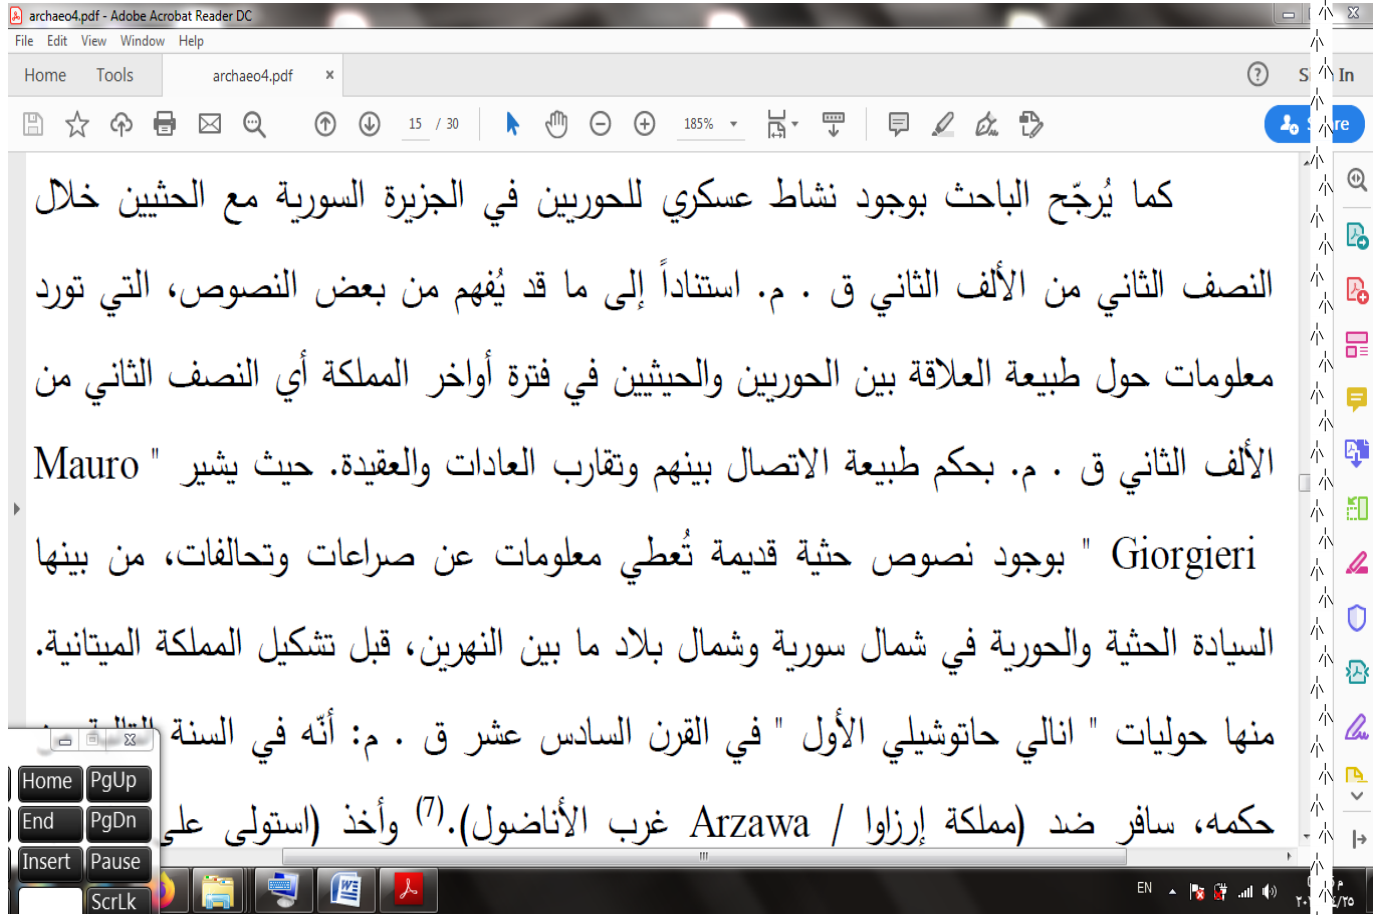 archaeo4.pdf - Adobe Acrobat Reader DC
File Edit View Window Help
Home Tools archaeo4.pdf x In
15 / 30 185%
كما يُرجّح الباحث بوجود نشاط عسكري للحوريين في الجزيرة السورية مع الحثيين خلال
النصف الثاني من الألف الثاني ق . م. استناداً إلى ما قد يُفهم من بعض النصوص، التي تورد
معلومات حول طبيعة العلاقة بين الحوريين والحيثيين في فترة أواخر المملكة أي النصف الثاني من
الألف الثاني ق . م. بحكم طبيعة الاتصال بينهم وتقارب العادات والعقيدة. حيث يشير " Mauro
Giorgieri " بوجود نصوص حثية قديمة تُعطي معلومات عن صراعات وتحالفات، من بينها
السيادة الحثية والحورية في شمال سورية وشمال بلاد ما بين النهرين، قبل تشكيل المملكة الميتانية.
منها حوليات " انالي حاتوشيلي الأول " في القرن السادس عشر ق . م: أنّه في السنة
حكمه، سافر ضد (مملكة إرزاوا / Arzawa غرب الأناضول).(7) وأخذ (استولى على
Home PgUp
End PgDn
Insert Pause
ScrLk
EN